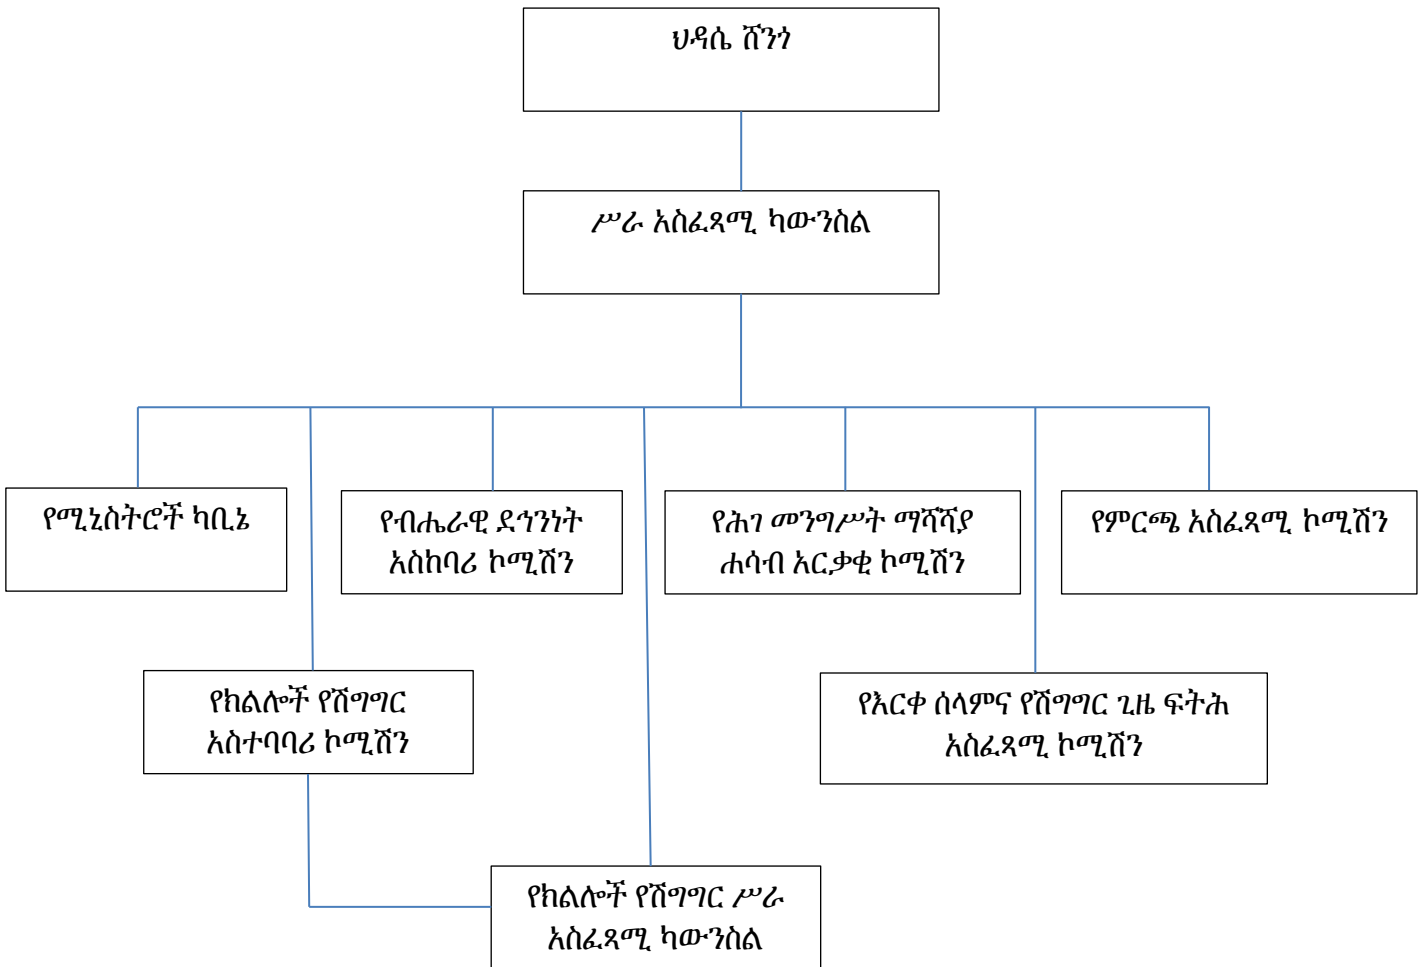 ህዳሴ ሸንጎ
ሥራ አስፈጻሚ ካውንስል
የሚኒስትሮች ካቢኔ
የብሔራዊ ደኅንነት
አስከባሪ ኮሚሽን
የሕገ መንግሥት ማሻሻያ
ሐሳብ አርቃቂ ኮሚሽን
የምርጫ አስፈጻሚ ኮሚሽን
የክልሎች የሽግግር
አስተባባሪ ኮሚሽን
የእርቀ ሰላምና የሽግግር ጊዜ ፍትሕ
አስፈጻሚ ኮሚሽን
የክልሎች የሽግግር ሥራ
አስፈጻሚ ካውንስል